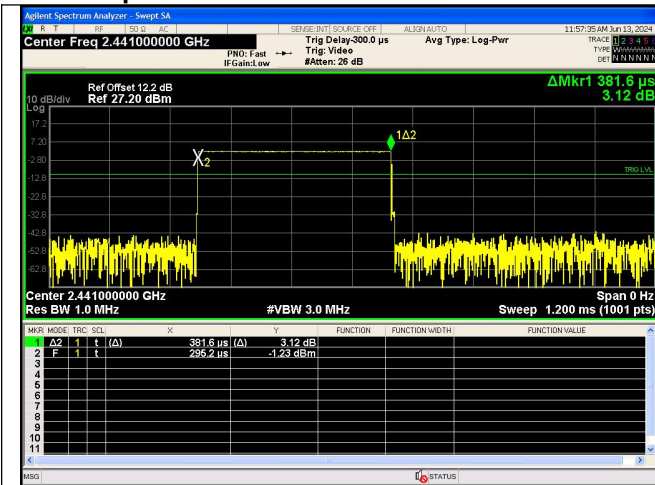 Agilent Spectrum Analyzer - Swept SA
R T RF 50 Ω AC SENSE:INT SOURCE OFF ALIGN AUTO 11:57:35 AM Jun 13, 2024
Center Freq 2.441000000 GHz
PNO: Fast
IFGain:Low
Trig Delay-300.0 µs
Trig: Video
#Atten: 26 dB
Avg Type: Log-Pwr
TRACE 1 2 3 4 5
TYPE
DET N N N N N
Ref Offset 12.2 dB
10 dB/div Ref 27.20 dBm
Log
ΔMkr1 381.6 µs
3.12 dB
17.2
7.20
-2.80
-12.8
-22.8
-32.8
-42.8
-52.8
-62.8
1Δ2
2
TRIG LVL
Center 2.441000000 GHz Span 0 Hz
Res BW 1.0 MHz #VBW 3.0 MHz Sweep 1.200 ms (1001 pts)
MKR MODE TRC SCL X Y FUNCTION FUNCTION WIDTH FUNCTION VALUE
1 Δ2 1 t (Δ) 381.6 µs (Δ) 3.12 dB
2 F 1 t 295.2 µs -1.23 dBm
3
4
5
6
7
8
9
10
11
MSG STATUS